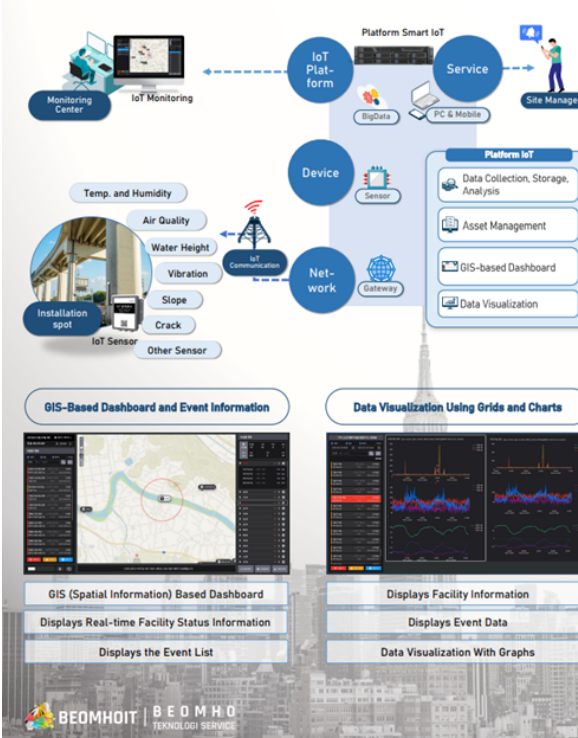 Platform Smart IoT
IoT
Plat-
form
Service
Monitoring
Center
IoT Monitoring
BigData
PC & Mobile
Site Manage
Device
Sensor
Platform IoT
Data Collection, Storage,
Analysis
Asset Management
GIS-based Dashboard
Data Visualization
Temp. and Humidity
Air Quality
Water Height
Vibration
Slope
Crack
Other Sensor
IoT
Communication
Installation
spot
IoT Sensor
Net-
work
Gateway
GIS-Based Dashboard and Event Information
GIS (Spatial Information) Based Dashboard
Displays Real-time Facility Status Information
Displays the Event List
Data Visualization Using Grids and Charts
Displays Facility Information
Displays Event Data
Data Visualization With Graphs
BEOMHOIT
BEOMHO
TEKNOLOGI SERVICE